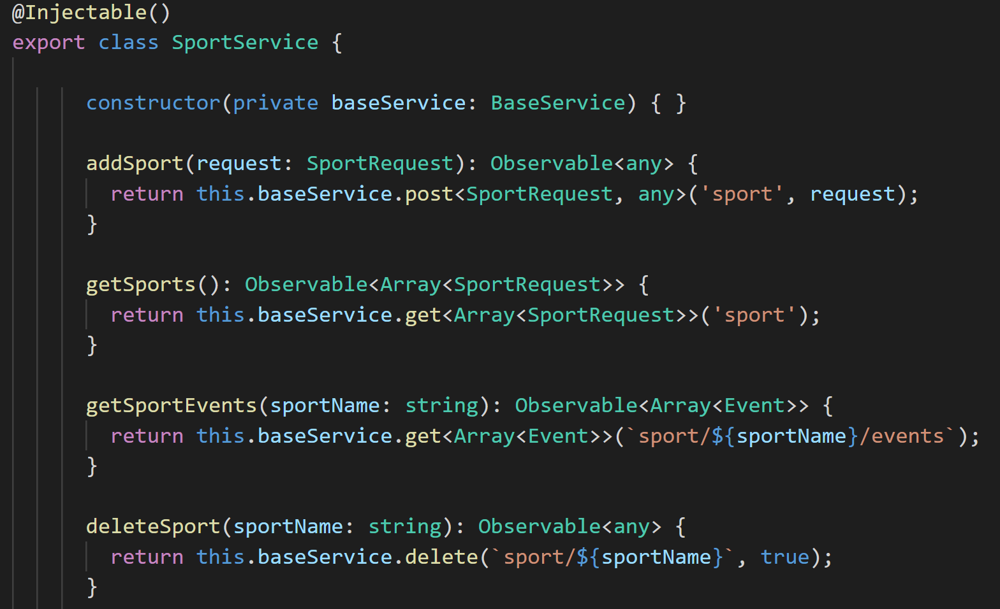 @Injectable()
export class SportService {
constructor(private baseService: BaseService) { }
addSport(request: SportRequest): Observable<any> {
return this.baseService.post<SportRequest, any>('sport', request);
}
getSports(): Observable<Array<SportRequest>> {
return this.baseService.get<Array<SportRequest>>('sport');
}
getSportEvents(sportName: string): Observable<Array<Event>> {
return this.baseService.get<Array<Event>>(`sport/${sportName}/events`);
}
deleteSport(sportName: string): Observable<any> {
return this.baseService.delete(`sport/${sportName}`, true);
}